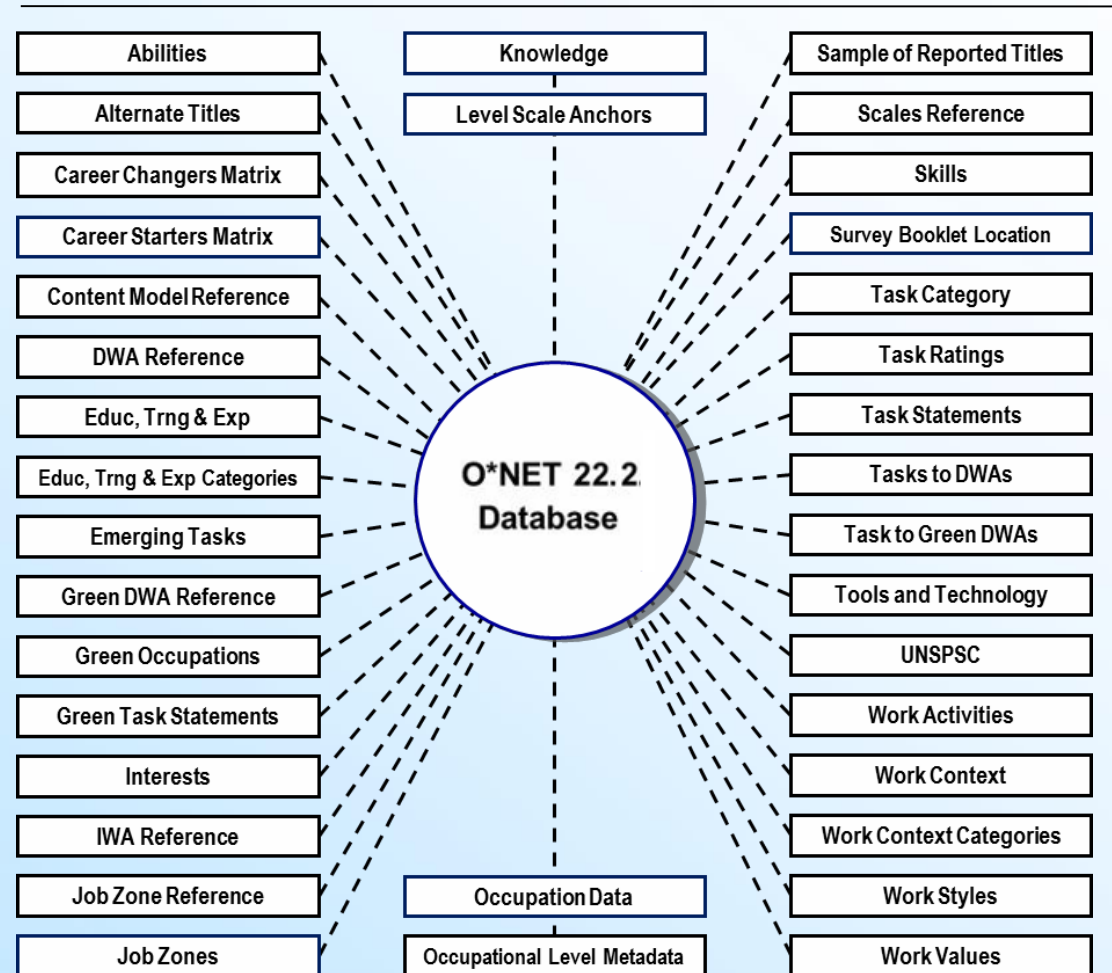 Abilities
Alternate Titles
Career Changers Matrix
Career Starters Matrix
Content Model Reference
DWA Reference
Educ, Trng & Exp
Educ, Trng & Exp Categories
Emerging Tasks
Green DWA Reference
Green Occupations
Green Task Statements
Interests
IWA Reference
Job Zone Reference
Job Zones
Knowledge
Level Scale Anchors
O*NET 22.2
Database
Occupation Data
Occupational Level Metadata
Sample of Reported Titles
Scales Reference
Skills
Survey Booklet Location
Task Category
Task Ratings
Task Statements
Tasks to DWAs
Task to Green DWAs
Tools and Technology
UNSPSC
Work Activities
Work Context
Work Context Categories
Work Styles
Work Values